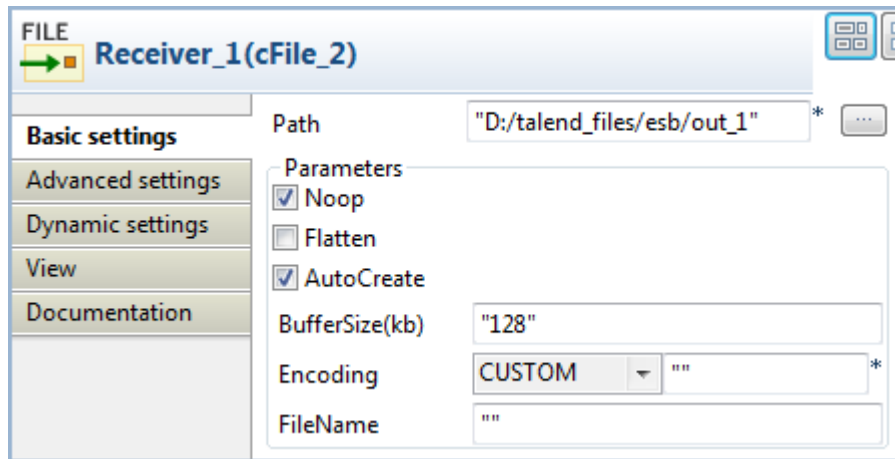 FILE
Receiver_1(cFile_2)
Basic settings
Advanced settings
Dynamic settings
View
Documentation
Path "D:/talend_files/esb/out_1" * ...
Parameters
Noop
Flatten
AutoCreate
BufferSize(kb) "128"
Encoding CUSTOM "" *
FileName ""